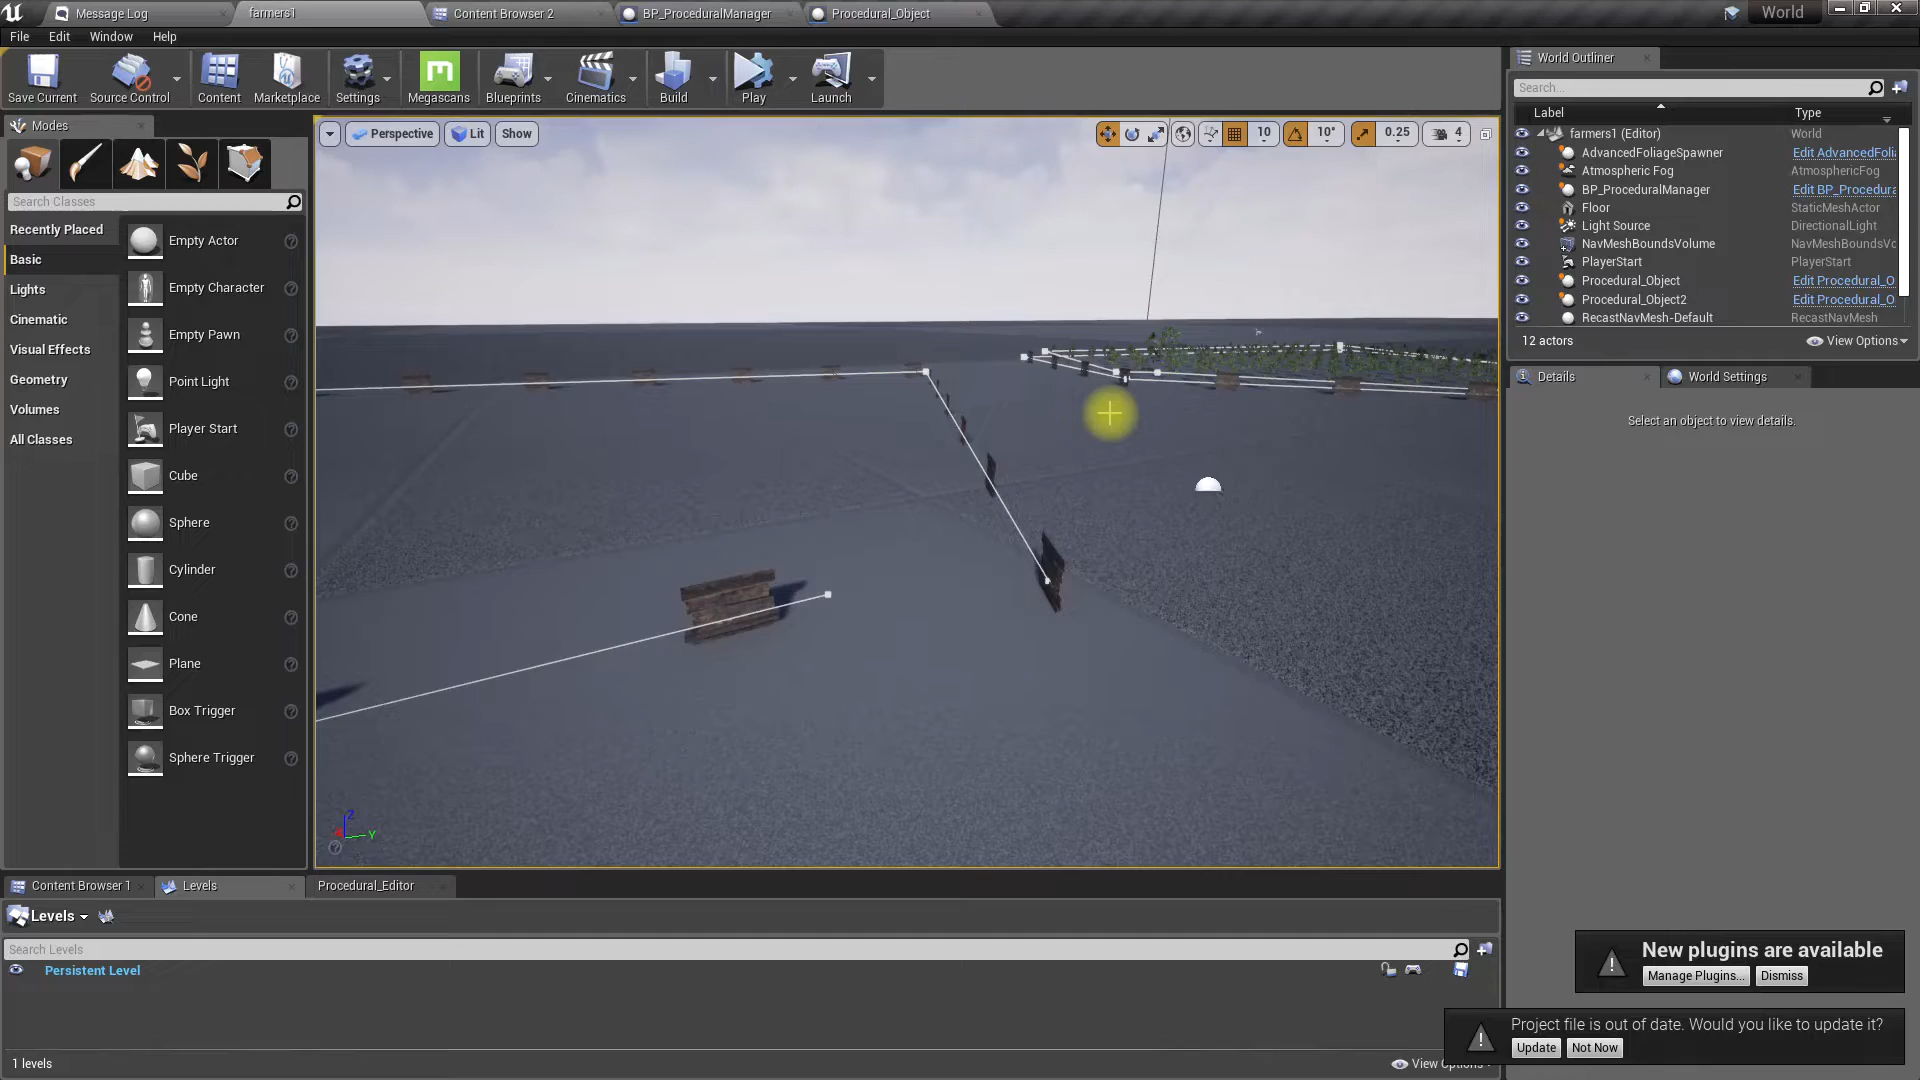 Message Log
farmers1
Content Browser 2
BP_ProceduralManager
Procedural_Object
World
File Edit Window Help
Save Current
Source Control
Content
Marketplace
Settings
Megascans
Blueprints
Cinematics
Build
Play
Launch
Modes
Search Classes
Recently Placed
Basic
Lights
Cinematic
Visual Effects
Geometry
Volumes
All Classes
Empty Actor
Empty Character
Empty Pawn
Point Light
Player Start
Cube
Sphere
Cylinder
Cone
Plane
Box Trigger
Sphere Trigger
Perspective
Lit
Show
10
10°
0.25
4
Z
Y
World Outliner
Search...
Label Type
farmers1 (Editor) World
AdvancedFoliageSpawner Edit AdvancedFoli
Atmospheric Fog AtmosphericFog
BP_ProceduralManager Edit BP_Procedura
Floor StaticMeshActor
Light Source DirectionalLight
NavMeshBoundsVolume NavMeshBoundsVo
PlayerStart PlayerStart
Procedural_Object Edit Procedural_O
Procedural_Object2 Edit Procedural_O
RecastNavMesh-Default RecastNavMesh
12 actors
View Options
Details
World Settings
Select an object to view details.
Content Browser 1
Levels
Procedural_Editor
Levels
Search Levels
Persistent Level
1 levels
View Options
New plugins are available
Manage Plugins... Dismiss
Project file is out of date. Would you like to update it?
Update Not Now